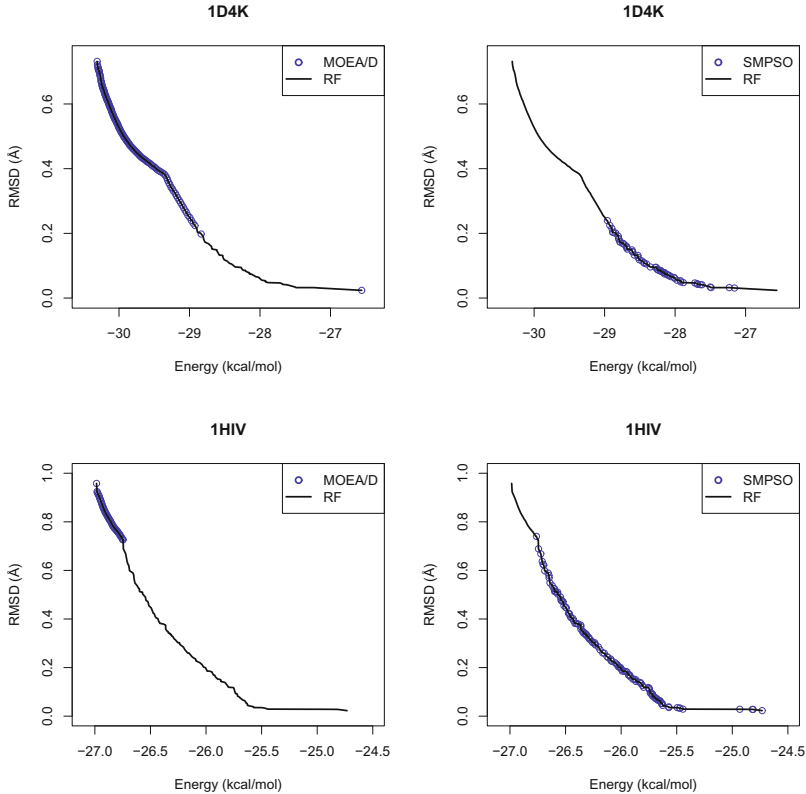 1D4K
MOEA/D
RF
RMSD (Å)
0.6
0.4
0.2
0.0
−30 −29 −28 −27
Energy (kcal/mol)
1D4K
SMPSO
RF
RMSD (Å)
0.6
0.4
0.2
0.0
−30 −29 −28 −27
Energy (kcal/mol)
1HIV
MOEA/D
RF
RMSD (Å)
1.0
0.8
0.6
0.4
0.2
0.0
−27.0 −26.5 −26.0 −25.5 −25.0 −24.5
Energy (kcal/mol)
1HIV
SMPSO
RF
RMSD (Å)
1.0
0.8
0.6
0.4
0.2
0.0
−27.0 −26.5 −26.0 −25.5 −25.0 −24.5
Energy (kcal/mol)